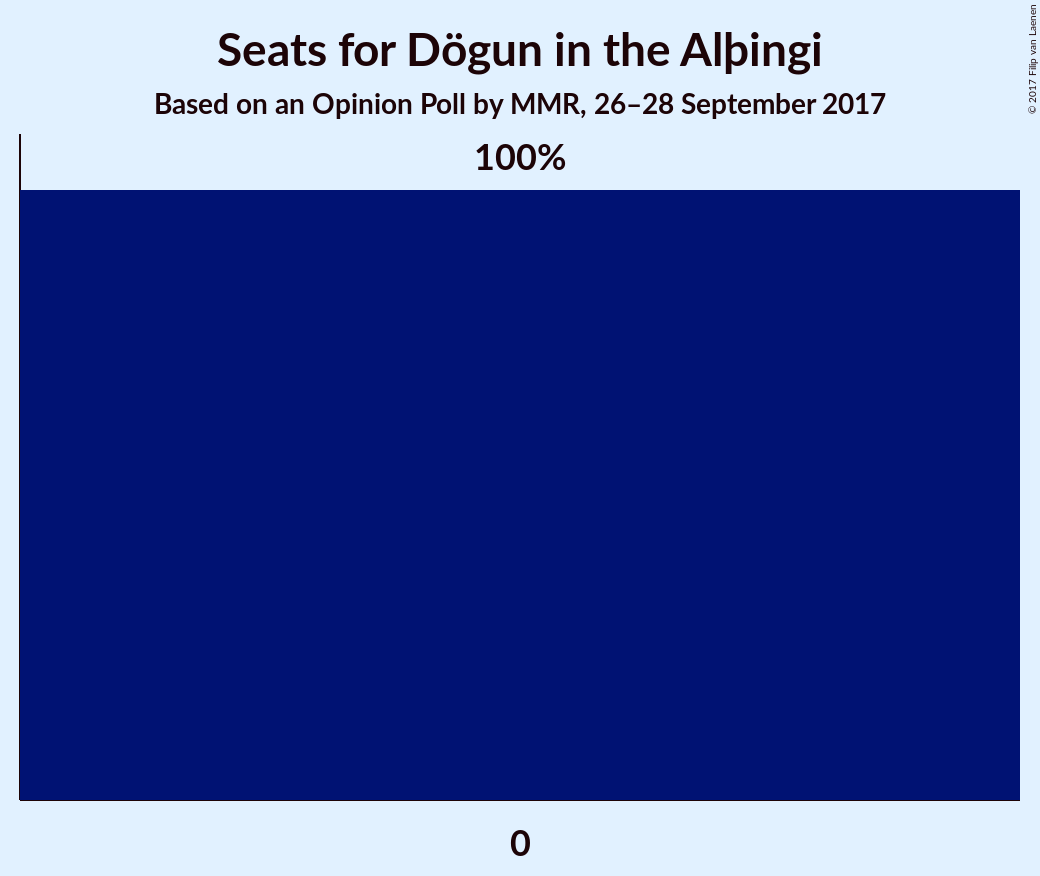 Seats for Dögun in the Alþingi
Based on an Opinion Poll by MMR, 26–28 September 2017
100%
0
© 2017 Filip van Laenen